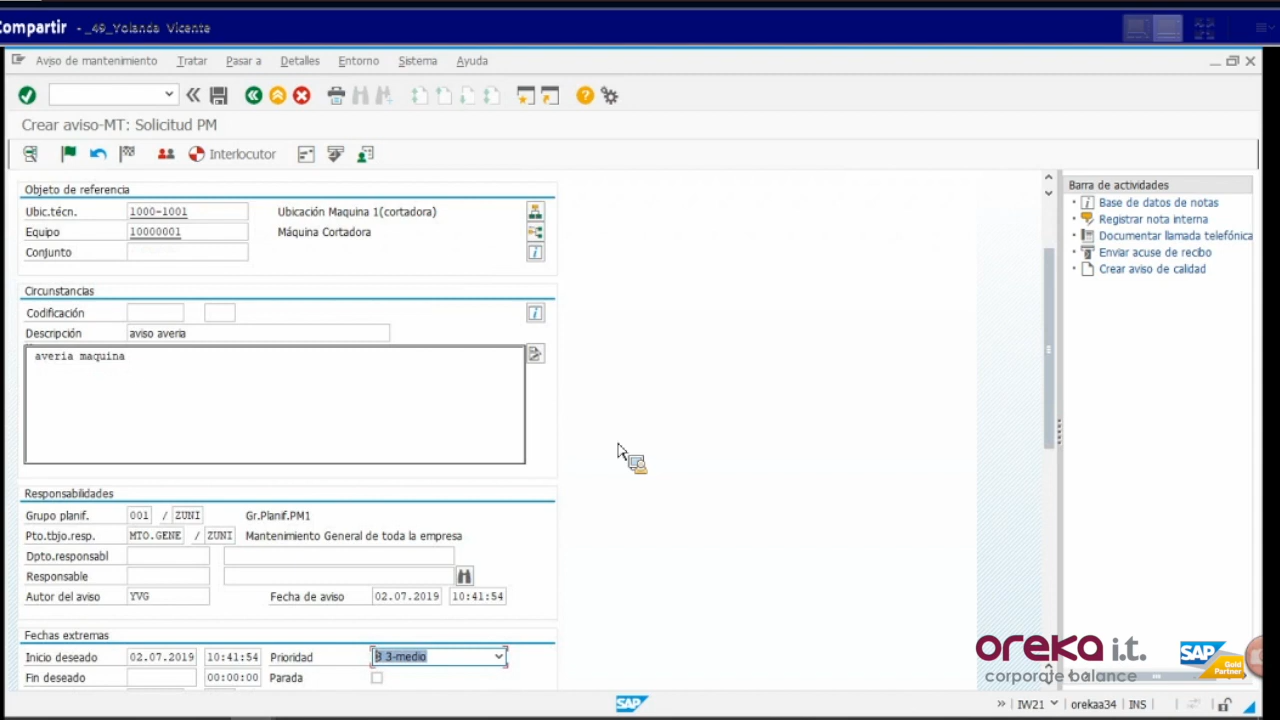 Compartir - _49_Yolanda Vicente
Aviso de mantenimiento Tratar Pasar a Detalles Entorno Sistema Ayuda
Crear aviso-MT: Solicitud PM
Interlocutor
Objeto de referencia
Ubic.técn. 1000-1001 Ubicación Maquina 1(cortadora)
Equipo 10000001 Máquina Cortadora
Conjunto
Circunstancias
Codificación
Descripción aviso averia
averia maquina
Responsabilidades
Grupo planif. 001 / ZUNI Gr.Planif.PM1
Pto.tbjo.resp. MTO.GENE / ZUNI Mantenimiento General de toda la empresa
Dpto.responsabl
Responsable
Autor del aviso YVG Fecha de aviso 02.07.2019 10:41:54
Fechas extremas
Inicio deseado 02.07.2019 10:41:54 Prioridad 3 3-medio
Fin deseado 00:00:00 Parada
Barra de actividades
Base de datos de notas
Registrar nota interna
Documentar llamada telefónica
Enviar acuse de recibo
Crear aviso de calidad
oreka i.t.
corporate balance
SAP Gold Partner
SAP
IW21 orekaa34 INS